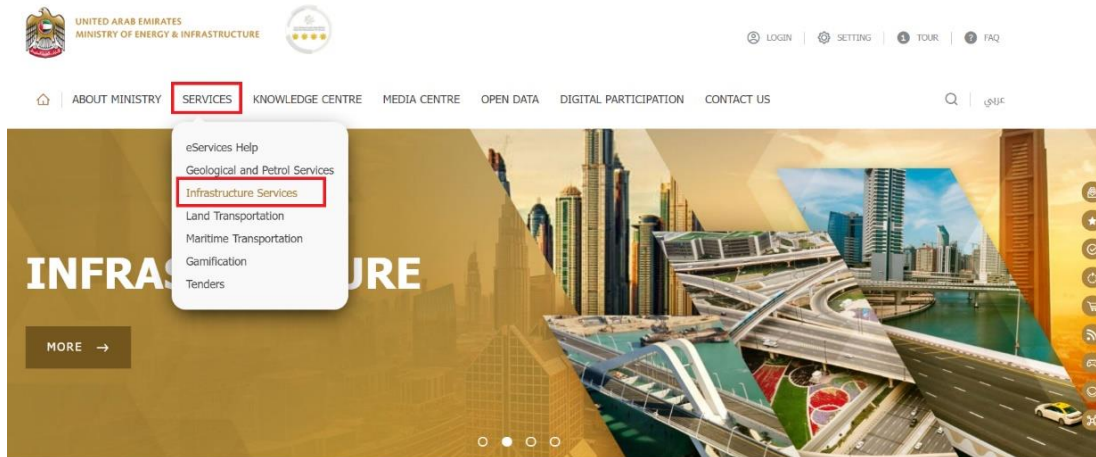 UNITED ARAB EMIRATES
MINISTRY OF ENERGY & INFRASTRUCTURE
LOGIN
SETTING
1 TOUR
? FAQ
ABOUT MINISTRY
SERVICES
KNOWLEDGE CENTRE
MEDIA CENTRE
OPEN DATA
DIGITAL PARTICIPATION
CONTACT US
عربي
eServices Help
Geological and Petrol Services
Infrastructure Services
Land Transportation
Maritime Transportation
Gamification
Tenders
MORE →